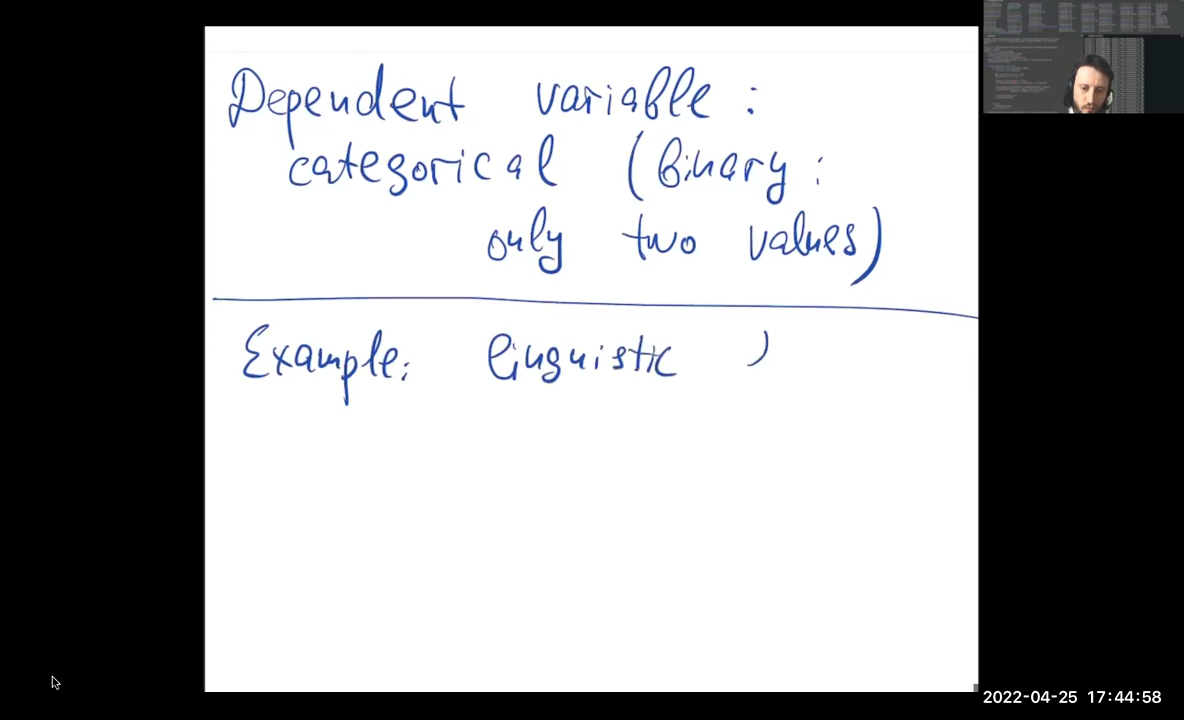 Dependent variable:
categorical (binary:
only two values)
Example: linguistic
2022-04-25 17:44:58